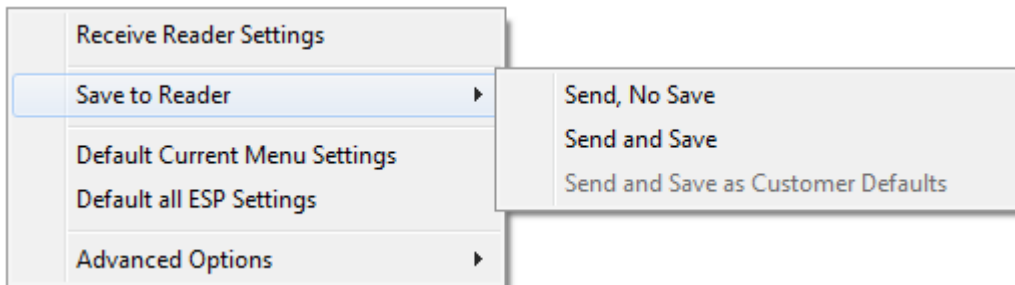 Receive Reader Settings
Save to Reader
Send, No Save
Send and Save
Send and Save as Customer Defaults
Default Current Menu Settings
Default all ESP Settings
Advanced Options